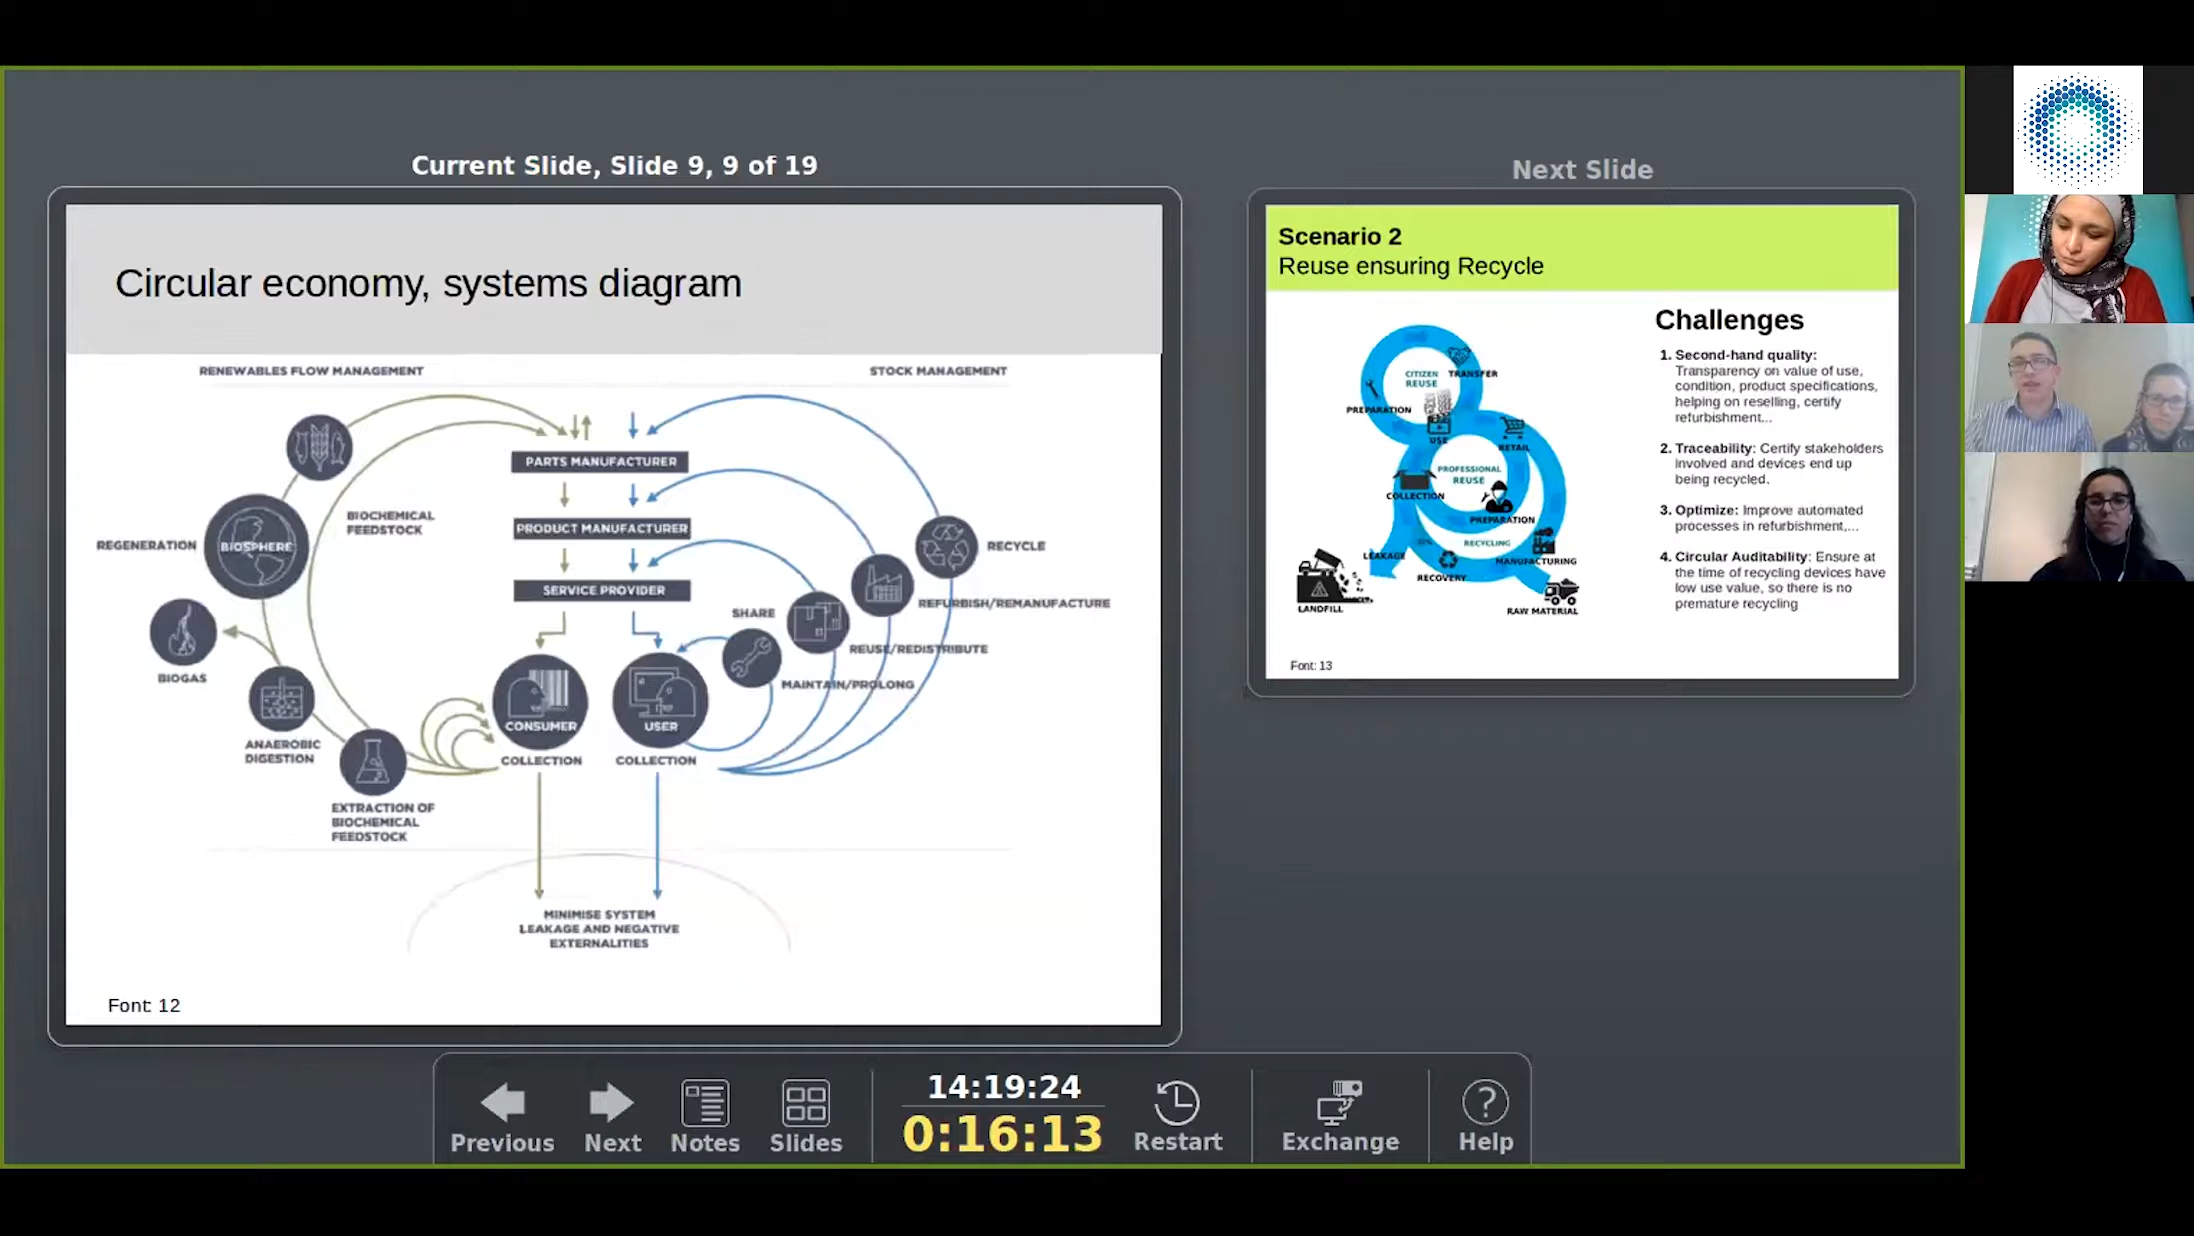 Current Slide, Slide 9, 9 of 19
Circular economy, systems diagram
RENEWABLES FLOW MANAGEMENT
STOCK MANAGEMENT
PARTS MANUFACTURER
BIOCHEMICAL
FEEDSTOCK
PRODUCT MANUFACTURER
REGENERATION
BIOSPHERE
RECYCLE
SERVICE PROVIDER
SHARE
REFURBISH/REMANUFACTURE
REUSE/REDISTRIBUTE
BIOGAS
MAINTAIN/PROLONG
CONSUMER
USER
ANAEROBIC
DIGESTION
COLLECTION
COLLECTION
EXTRACTION OF
BIOCHEMICAL
FEEDSTOCK
MINIMISE SYSTEM
LEAKAGE AND NEGATIVE
EXTERNALITIES
Font: 12
Next Slide
Scenario 2
Reuse ensuring Recycle
CITIZEN
REUSE
TRANSFER
PREPARATION
USE
RETAIL
PROFESSIONAL
REUSE
COLLECTION
PREPARATION
RECYCLING
LEAKAGE
MANUFACTURING
RECOVERY
LANDFILL
RAW MATERIAL
Challenges
1. Second-hand quality:
Transparency on value of use,
condition, product specifications,
helping on reselling, certify
refurbishment...
2. Traceability: Certify stakeholders
involved and devices end up
being recycled.
3. Optimize: Improve automated
processes in refurbishment,...
4. Circular Auditability: Ensure at
the time of recycling devices have
low use value, so there is no
premature recycling
Font: 13
Previous
Next
Notes
Slides
14:19:24
0:16:13
Restart
Exchange
Help